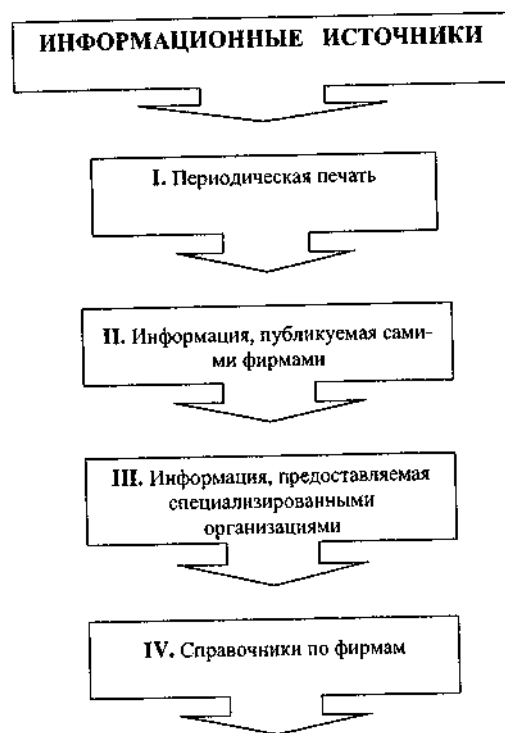 ИНФОРМАЦИОННЫЕ ИСТОЧНИКИ
I. Периодическая печать
II. Информация, публикуемая сами-
ми фирмами
III. Информация, предоставляемая
специализированными
организациями
IV. Справочники по фирмам